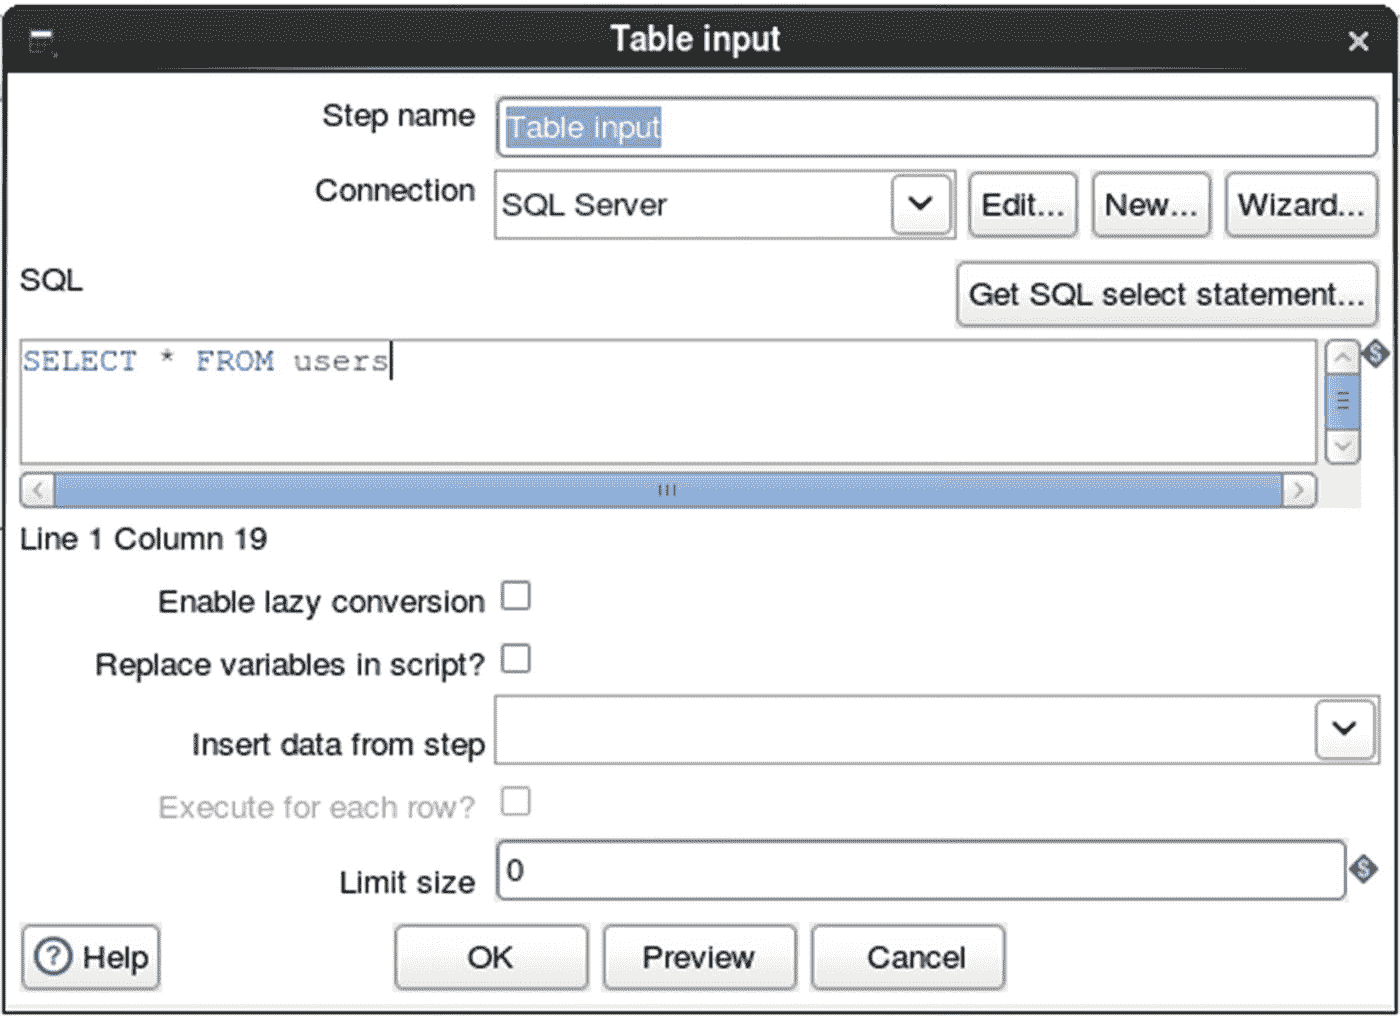 Table input
Step name Table input
Connection SQL Server Edit... New... Wizard...
SQL Get SQL select statement...
SELECT * FROM users
Line 1 Column 19
Enable lazy conversion
Replace variables in script?
Insert data from step
Execute for each row?
Limit size 0
Help OK Preview Cancel